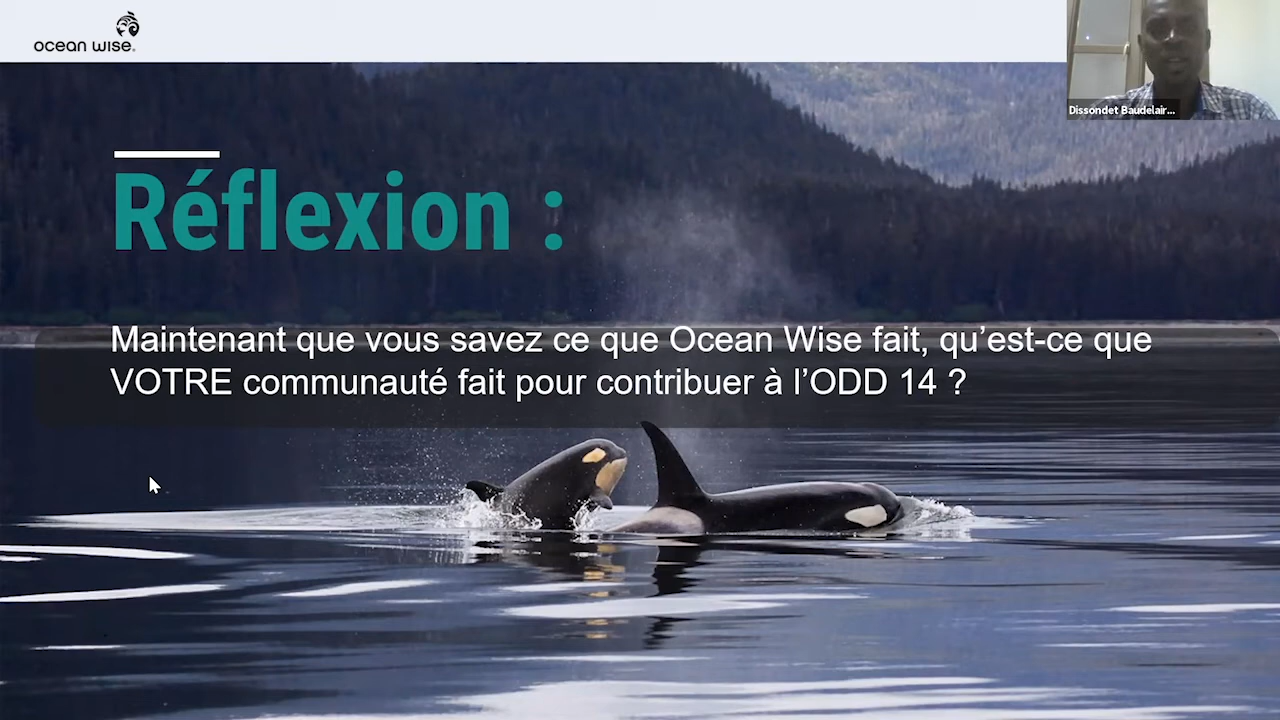 ocean wise®
Dissondet Baudelair...
Réflexion :
Maintenant que vous savez ce que Ocean Wise fait, qu’est-ce que
VOTRE communauté fait pour contribuer à l’ODD 14 ?